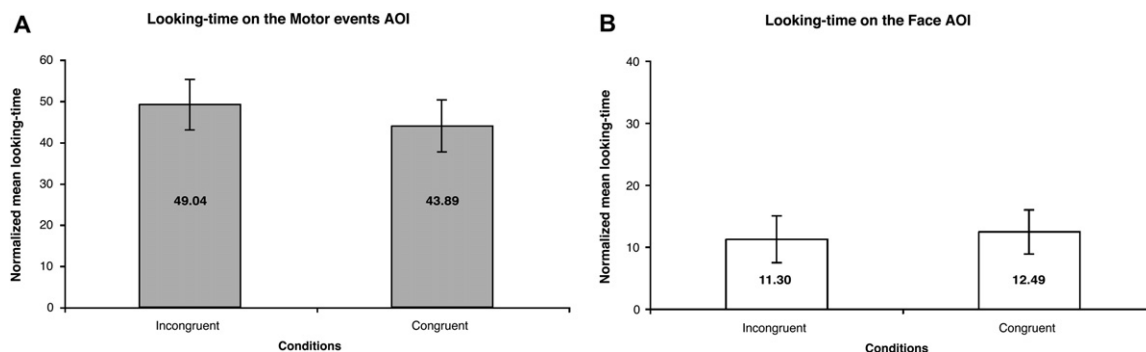 A
Looking-time on the Motor events AOI
Normalized mean looking-time
60
50
40
30
20
10
0
49.04
43.89
Incongruent
Congruent
Conditions
B
Looking-time on the Face AOI
Normalized mean looking-time
40
30
20
10
0
11.30
12.49
Incongruent
Congruent
Conditions